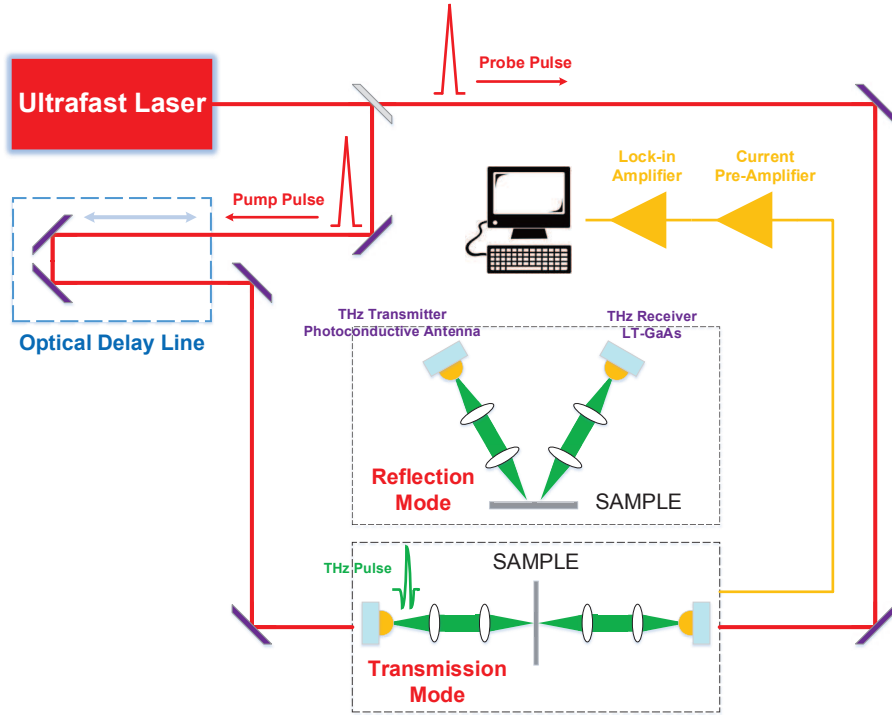 Probe Pulse
Ultrafast Laser
Lock-in
Amplifier
Current
Pre-Amplifier
Pump Pulse
THz Transmitter
Photoconductive Antenna
THz Receiver
LT-GaAs
Optical Delay Line
Reflection
Mode
SAMPLE
SAMPLE
THz Pulse
Transmission
Mode